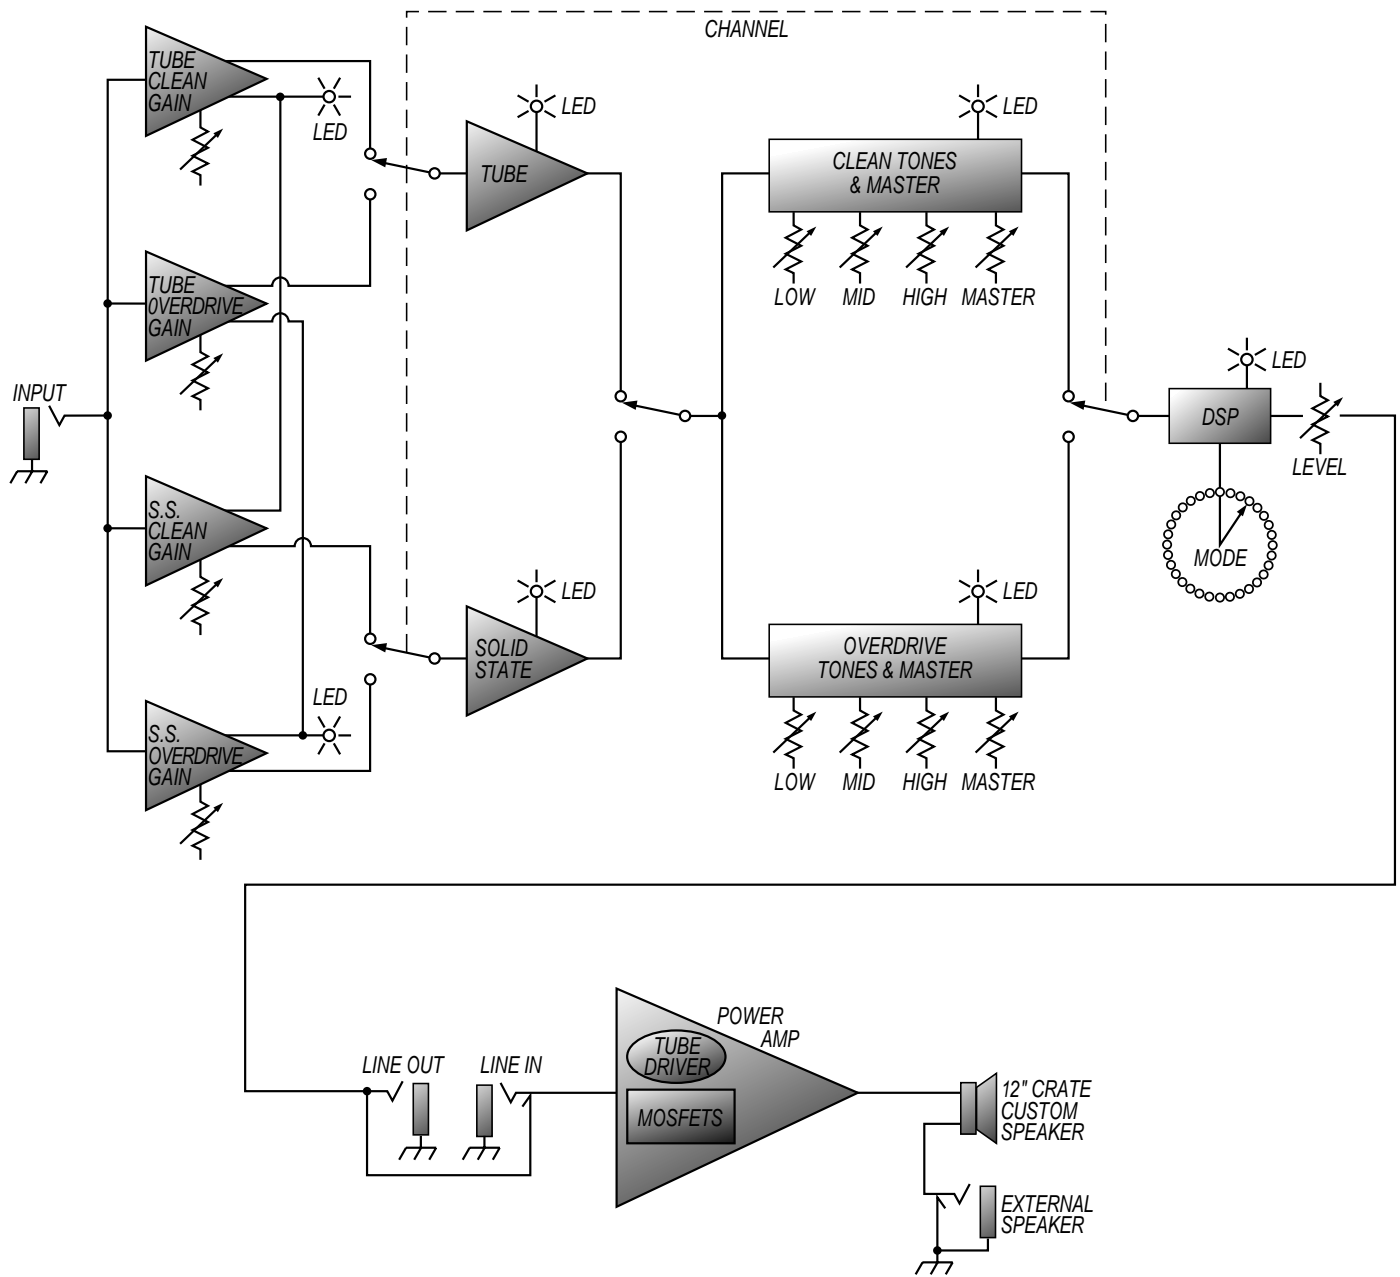 CHANNEL
TUBE
CLEAN
GAIN
LED
LED
TUBE
LED
CLEAN TONES
& MASTER
LOW MID HIGH MASTER
TUBE
0VERDRIVE
GAIN
INPUT
LED
DSP
LEVEL
MODE
S.S.
CLEAN
GAIN
LED
SOLID
STATE
LED
OVERDRIVE
TONES & MASTER
LOW MID HIGH MASTER
LED
S.S.
OVERDRIVE
GAIN
POWER
AMP
TUBE
DRIVER
MOSFETS
LINE OUT
LINE IN
12" CRATE
CUSTOM
SPEAKER
EXTERNAL
SPEAKER